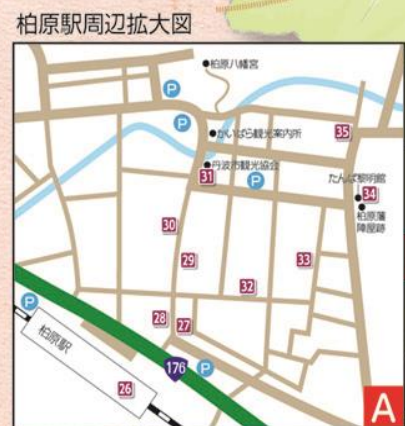 柏原駅周辺拡大図
柏原八幡宮
P
P
かいばら観光案内所
35
丹波市観光協会
31
P
たんば黎明館
34
柏原藩
陣屋跡
30
29
33
32
P
28
27
柏原駅
176
P
26
A